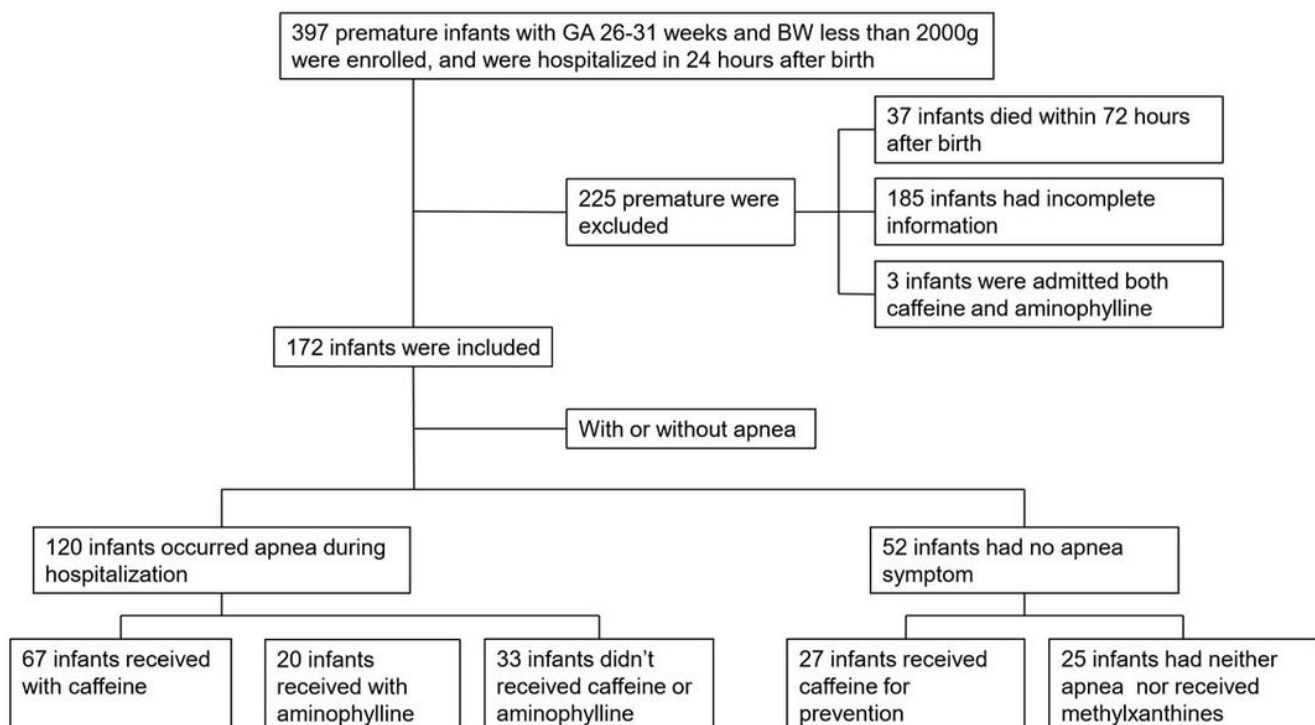 397 premature infants with GA 26-31 weeks and BW less than 2000g
were enrolled, and were hospitalized in 24 hours after birth
37 infants died within 72 hours
after birth
225 premature were
excluded
185 infants had incomplete
information
3 infants were admitted both
caffeine and aminophylline
172 infants were included
With or without apnea
120 infants occurred apnea during
hospitalization
52 infants had no apnea
symptom
67 infants received
with caffeine
20 infants
received with
aminophylline
33 infants didn’t
received caffeine or
aminophylline
27 infants received
caffeine for
prevention
25 infants had neither
apnea nor received
methylxanthines